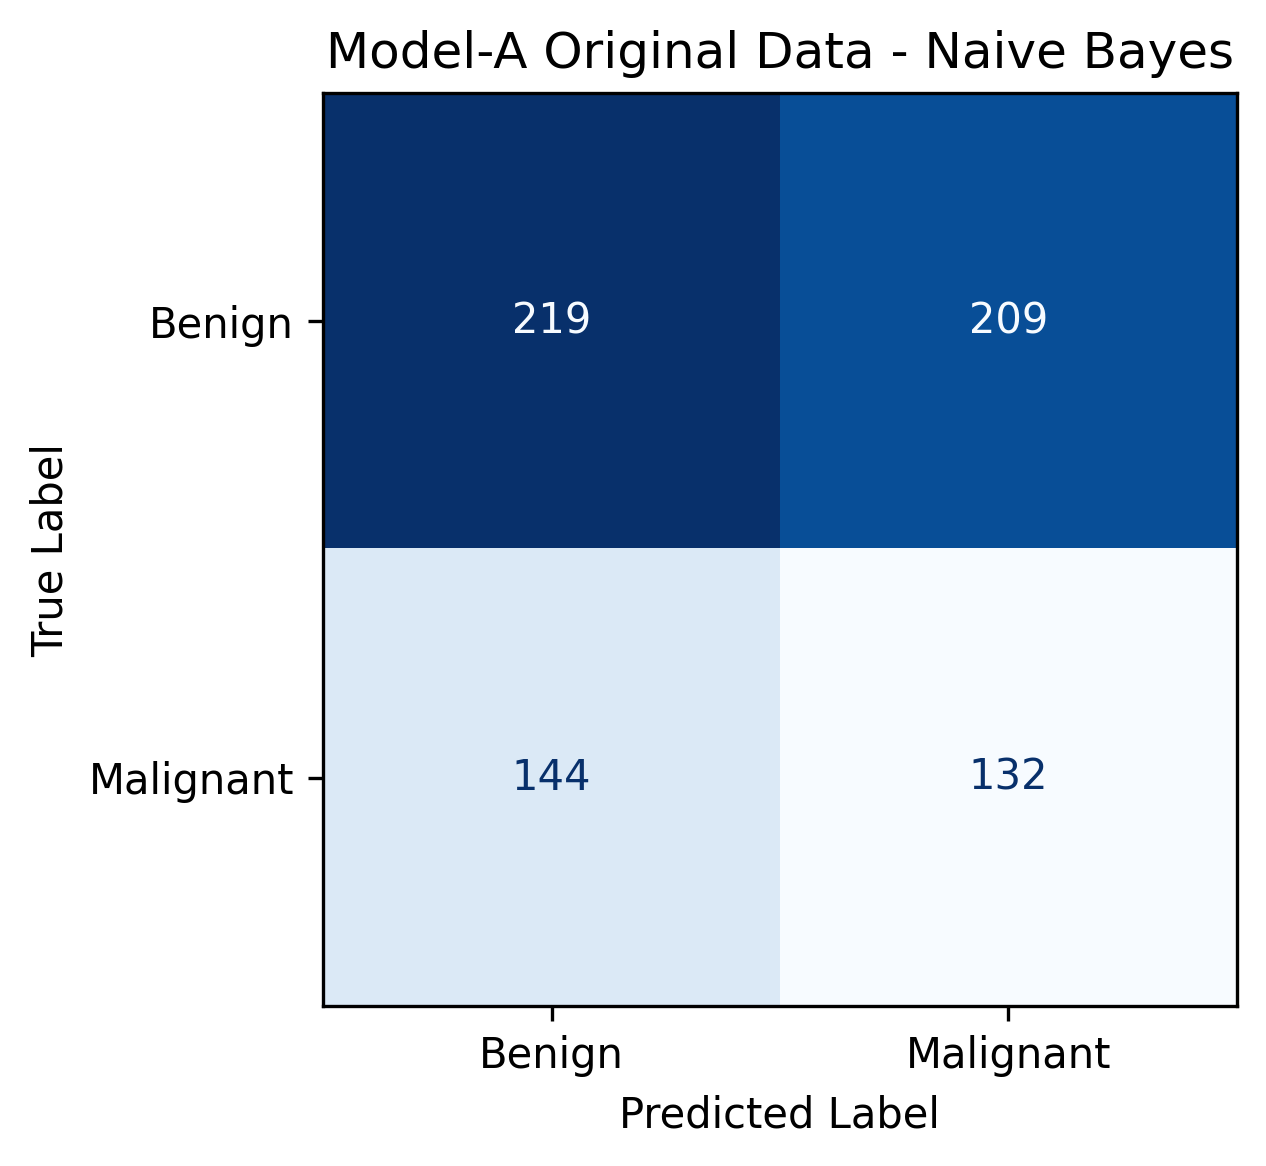 Model-A Original Data - Naive Bayes
True Label
Benign
219
209
Malignant
144
132
Benign
Malignant
Predicted Label